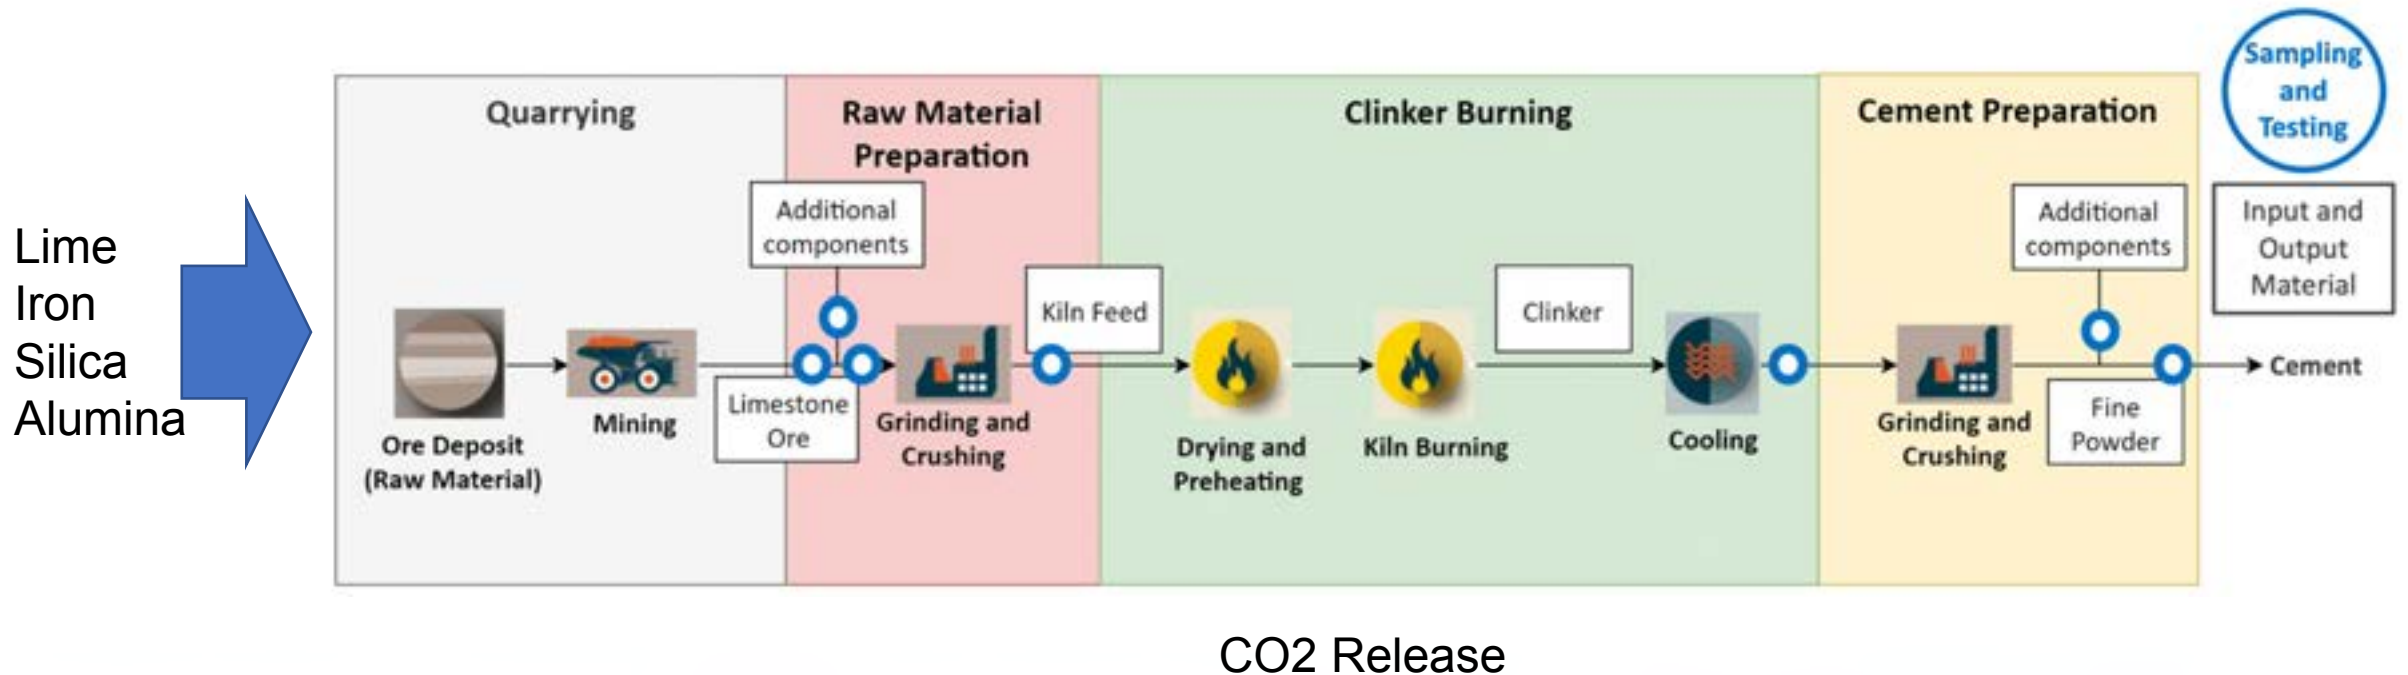 Sampling
and
Testing
Quarrying
Raw Material
Preparation
Clinker Burning
Cement Preparation
Additional
components
Additional
components
Input and
Output
Material
Lime
Iron
Silica
Alumina
Kiln Feed
Clinker
Limestone
Ore
Fine
Powder
Cement
Ore Deposit
(Raw Material)
Mining
Grinding and
Crushing
Drying and
Preheating
Kiln Burning
Cooling
Grinding and
Crushing
CO2 Release